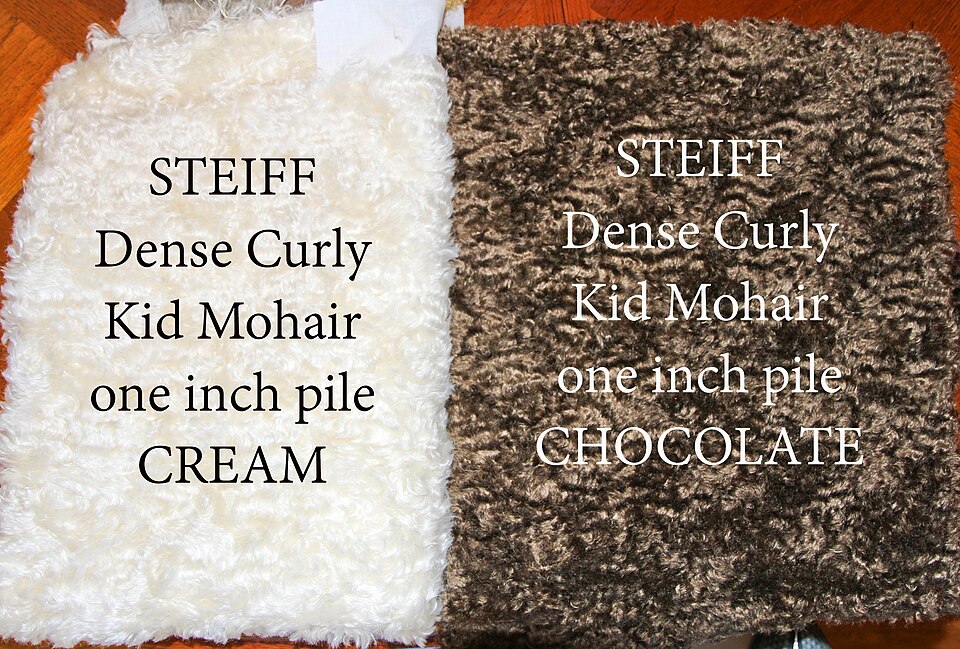 STEIFF
Dense Curly
Kid Mohair
one inch pile
CREAM
STEIFF
Dense Curly
Kid Mohair
one inch pile
CHOCOLATE